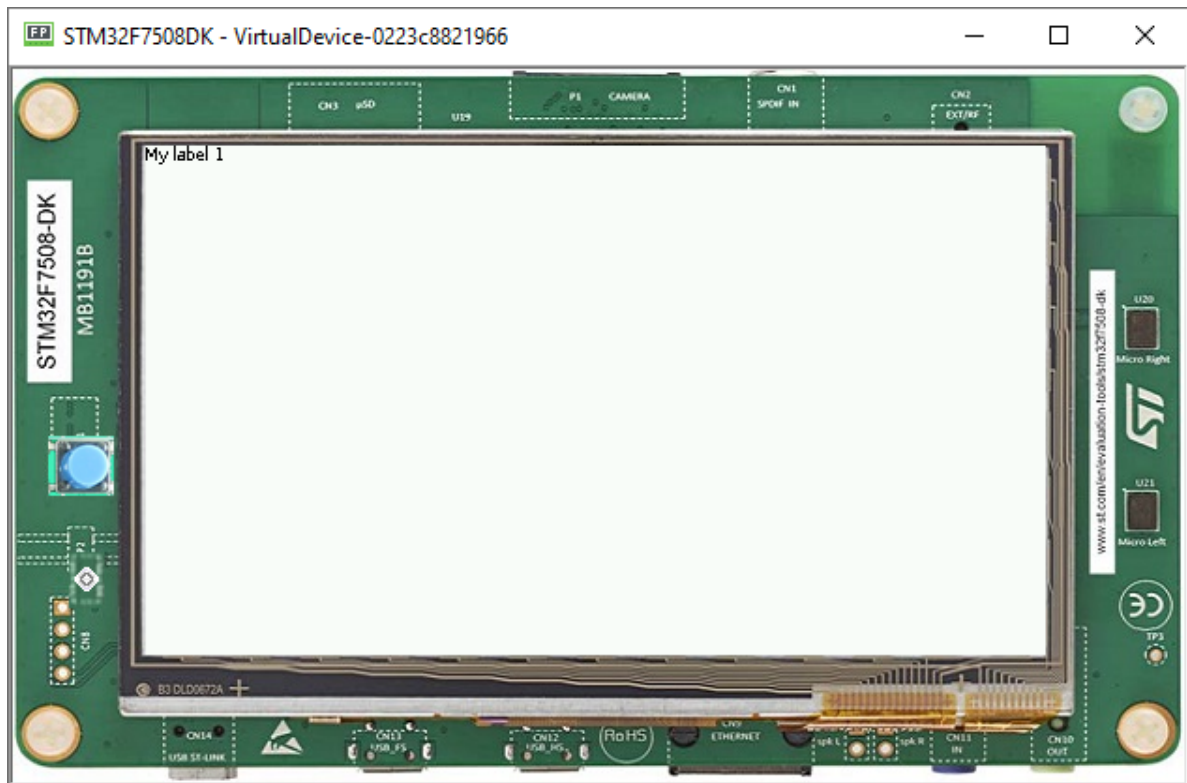 STM32F7508DK - VirtualDevice-0223c8821966
CN3 µSD
U19
P1 CAMERA
CN1
SPDIF IN
CN2
EXT/RF
My label 1
STM32F7508-DK
MB1191B
U20
Micro Right
www.st.com/en/evaluation-tools/stm32f7508-dk
U21
Micro Left
P2
CN8
CE
TP3
B3 DLD0672A
CN14
USB ST-LINK
CN13
USB_FS
CN12
USB_HS
RoHS
CN9
ETHERNET
spk L
spk R
CN11
IN
CN10
OUT